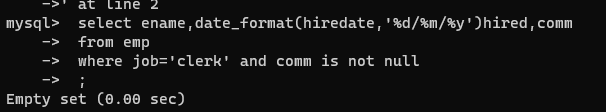 ->' at line 2
mysql>  select ename,date_format(hiredate,'%d/%m/%y')hired,comm
    ->  from emp
    ->  where job='clerk' and comm is not null
    ->  ;
Empty set (0.00 sec)